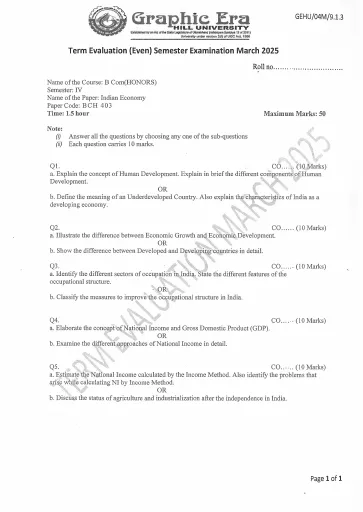 GEHU/04M/9.1.3
Graphic Era
HILL UNIVERSITY
Term Evaluation (Even) Semester Examination March 2025
Roll no..............................
Name of the Course: B Com(HONORS)
Semester: IV
Name of the Paper: Indian Economy
Paper Code: BCH 403
Time: 1.5 hour Maximum Marks: 50
Note:
(i) Answer all the questions by choosing any one of the sub-questions
(ii) Each question carries 10 marks.
Q1. CO...... (10 Marks)
a. Explain the concept of Human Development. Explain in brief the different components of Human
Development.
OR
b. Define the meaning of an Underdeveloped Country. Also explain the characteristics of India as a
developing economy.
Q2. CO...... (10 Marks)
a. Illustrate the difference between Economic Growth and Economic Development.
OR
b. Show the difference between Developed and Developing countries in detail.
Q3. CO...... (10 Marks)
a. Identify the different sectors of occupation in India. State the different features of the
occupational structure.
OR
b. Classify the measures to improve the occupational structure in India.
Q4. CO...... (10 Marks)
a. Elaborate the concept of National Income and Gross Domestic Product (GDP).
OR
b. Examine the different approaches of National Income in detail.
Q5. CO...... (10 Marks)
a. Estimate the National Income calculated by the Income Method. Also identify the problems that
arise while calculating NI by Income Method.
OR
b. Discuss the status of agriculture and industrialization after the independence in India.
TERM EVALUATION MARCH 2025
Page 1 of 1